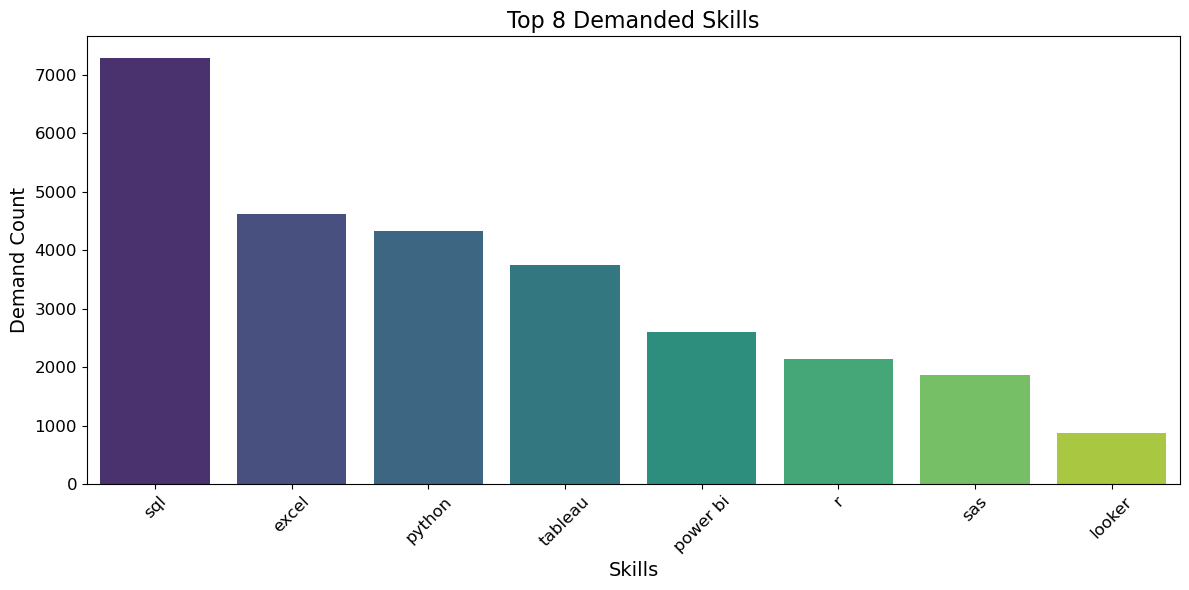 Top 8 Demanded Skills
Demand Count
7000
6000
5000
4000
3000
2000
1000
0
sql
excel
python
tableau
power bi
r
sas
looker
Skills